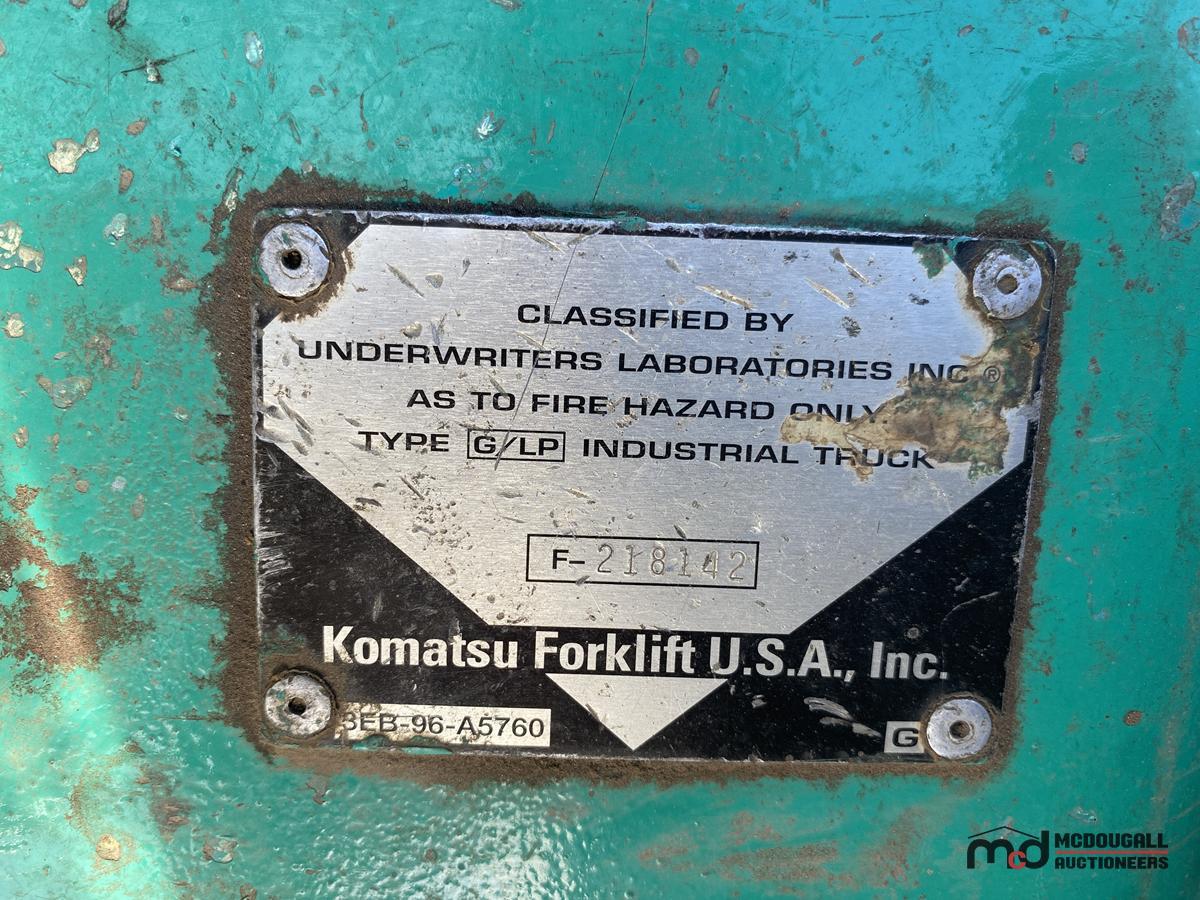 CLASSIFIED BY
UNDERWRITERS LABORATORIES INC ®
AS TO FIRE HAZARD ONLY
TYPE G/LP INDUSTRIAL TRUCK
F-218142
Komatsu Forklift U.S.A., Inc.
3EB-96-A5760
G
mcd MCDOUGALL
AUCTIONEERS